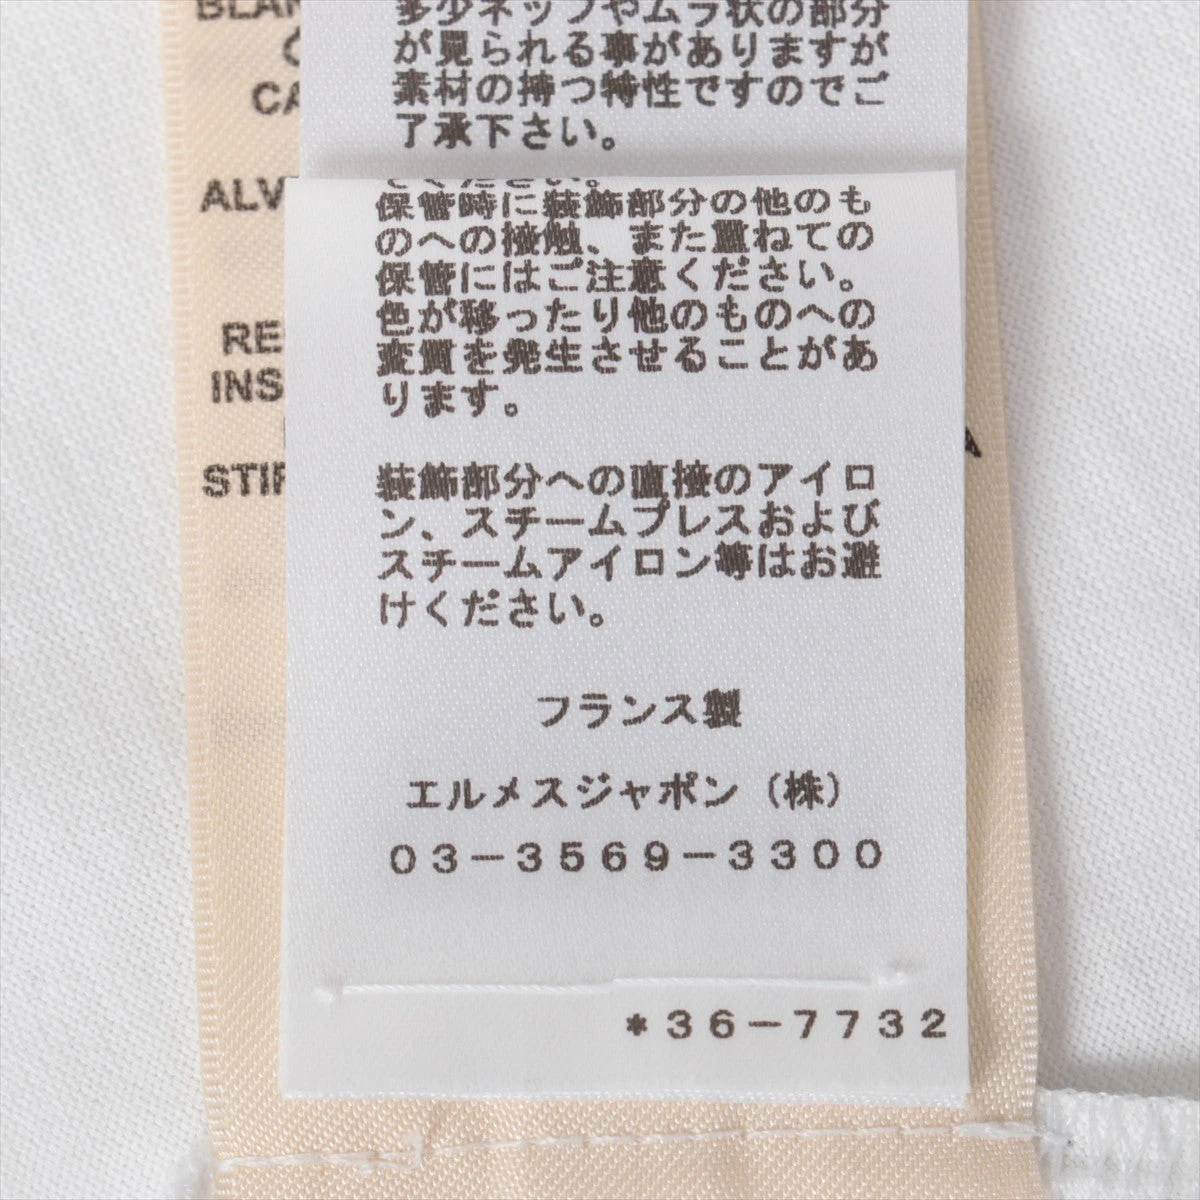 多少ネップやムラ状の部分
が見られる事がありますが
素材の持つ特性ですのでご
了承下さい。
保管時に装飾部分の他のも
のへの接触、また重ねての
保管にはご注意ください。
色が移ったり他のものへの
変質を発生させることがあ
ります。
装飾部分への直接のアイロ
ン、スチームプレスおよび
スチームアイロン等はお避
けください。
フランス製
エルメスジャポン（株）
03-3569-3300
*36-7732
BLAN
CA
ALV
RE
INS
STIR
A